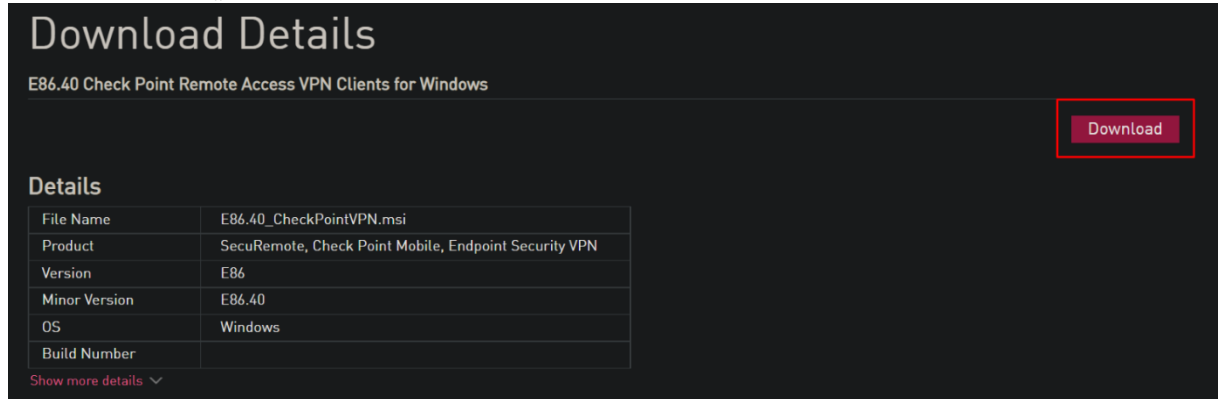 Download Details
E86.40 Check Point Remote Access VPN Clients for Windows
Download
Details
File Name E86.40_CheckPointVPN.msi
Product SecuRemote, Check Point Mobile, Endpoint Security VPN
Version E86
Minor Version E86.40
OS Windows
Build Number
Show more details